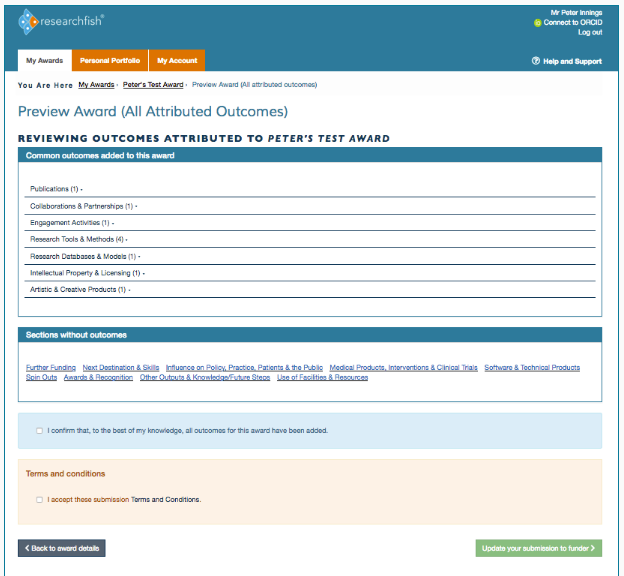 researchfish®
Mr Peter Innings
Connect to ORCID
Log out
My Awards
Personal Portfolio
My Account
Help and Support
You Are Here My Awards › Peter's Test Award › Preview Award (All attributed outcomes)
Preview Award (All Attributed Outcomes)
REVIEWING OUTCOMES ATTRIBUTED TO PETER'S TEST AWARD
Common outcomes added to this award
Publications (1)
Collaborations & Partnerships (1)
Engagement Activities (1)
Research Tools & Methods (4)
Research Databases & Models (1)
Intellectual Property & Licensing (1)
Artistic & Creative Products (1)
Sections without outcomes
Further Funding Next Destination & Skills Influence on Policy, Practice, Patients & the Public Medical Products, Interventions & Clinical Trials Software & Technical Products
Spin Outs Awards & Recognition Other Outputs & Knowledge/Future Steps Use of Facilities & Resources
I confirm that, to the best of my knowledge, all outcomes for this award have been added.
Terms and conditions
I accept these submission Terms and Conditions.
Back to award details
Update your submission to funder